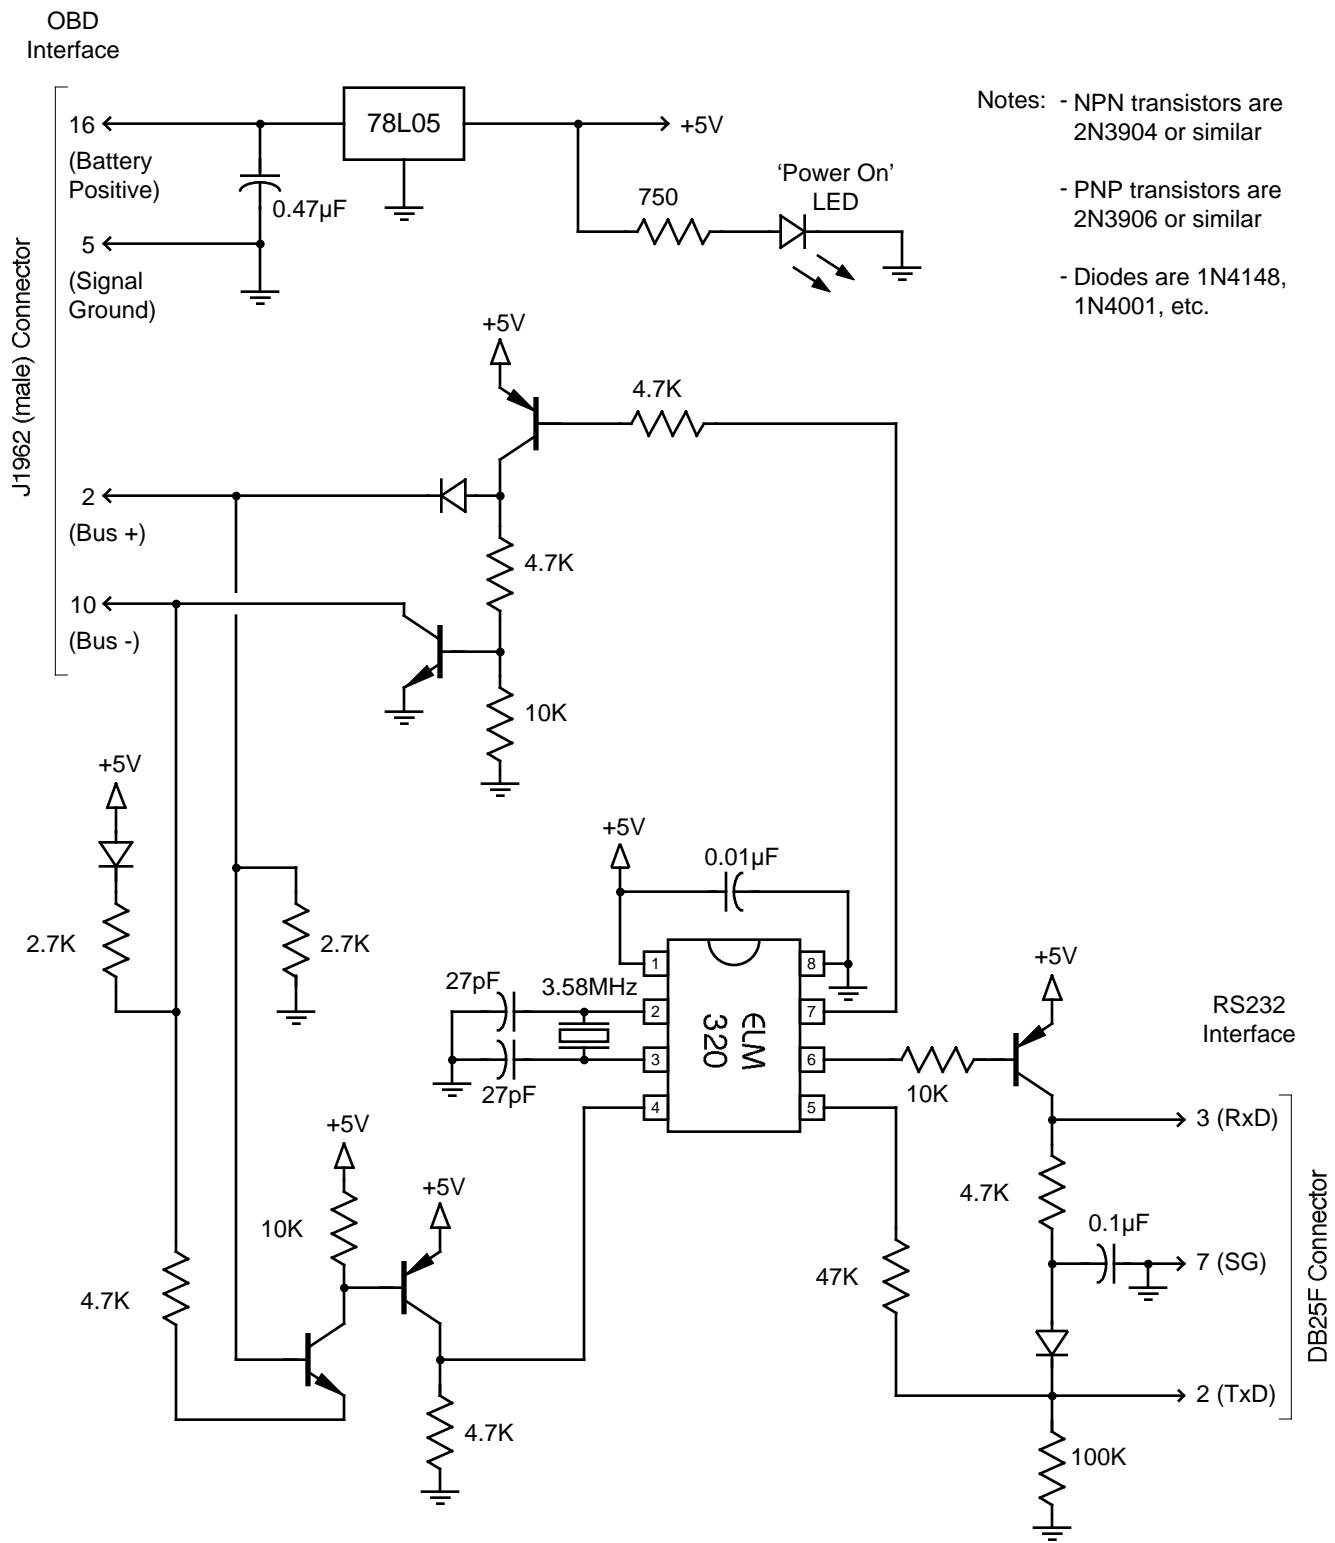 OBD
Interface
J1962 (male) Connector
16
(Battery
Positive)
5
(Signal
Ground)
2
(Bus +)
10
(Bus -)
78L05
0.47µF
+5V
750
‘Power On’
LED
Notes: - NPN transistors are
2N3904 or similar
- PNP transistors are
2N3906 or similar
- Diodes are 1N4148,
1N4001, etc.
+5V
4.7K
4.7K
10K
+5V
2.7K
2.7K
+5V
0.01µF
27pF
3.58MHz
27pF
1
2
3
4
8
7
6
5
ELM
320
+5V
10K
+5V
4.7K
4.7K
+5V
10K
4.7K
0.1µF
47K
100K
RS232
Interface
3 (RxD)
7 (SG)
2 (TxD)
DB25F Connector